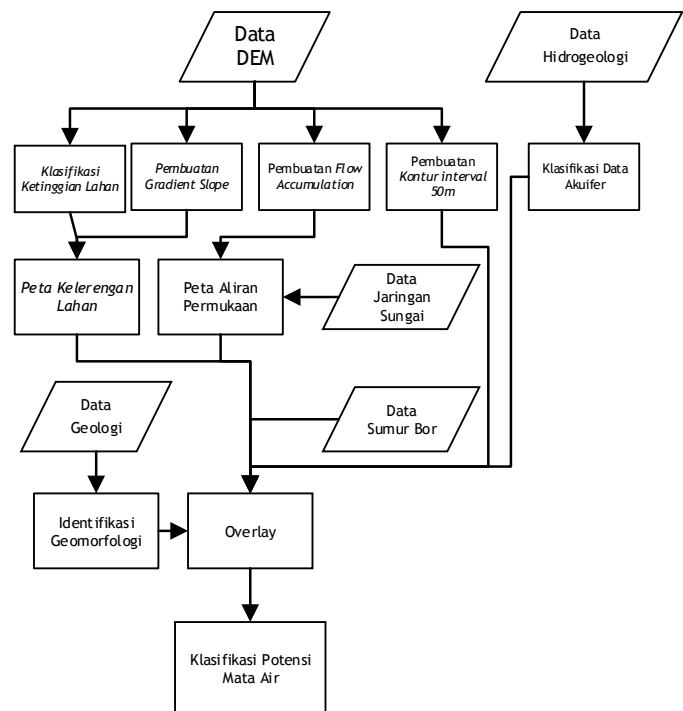 Data
DEM
Data
Hidrogeologi
Klasifikasi
Ketinggian Lahan
Pembuatan
Gradient Slope
Pembuatan Flow
Accumulation
Pembuatan
Kontur interval
50m
Klasifikasi Data
Akuifer
Peta Kelerengan
Lahan
Peta Aliran
Permukaan
Data
Jaringan
Sungai
Data
Geologi
Data
Sumur Bor
Identifikasi
Geomorfologi
Overlay
Klasifikasi Potensi
Mata Air